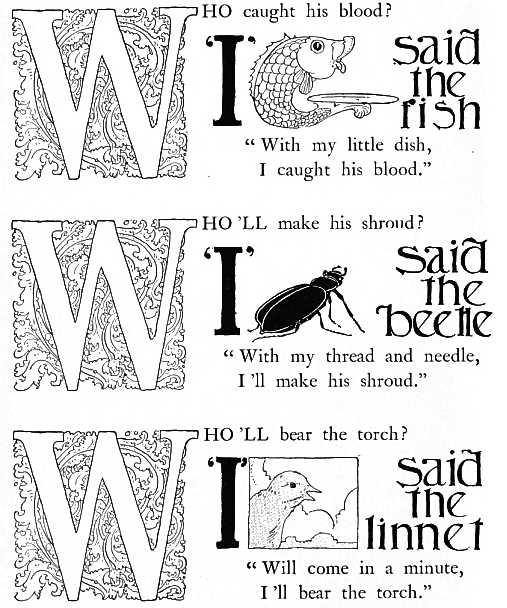 WHO caught his blood?
'I' said
the
fish
“ With my little dish,
I caught his blood.”
WHO 'LL make his shroud?
'I' said
the
beetle
“ With my thread and needle,
I 'll make his shroud.”
WHO 'LL bear the torch?
'I' said
the
linnet
“ Will come in a minute,
I 'll bear the torch.”